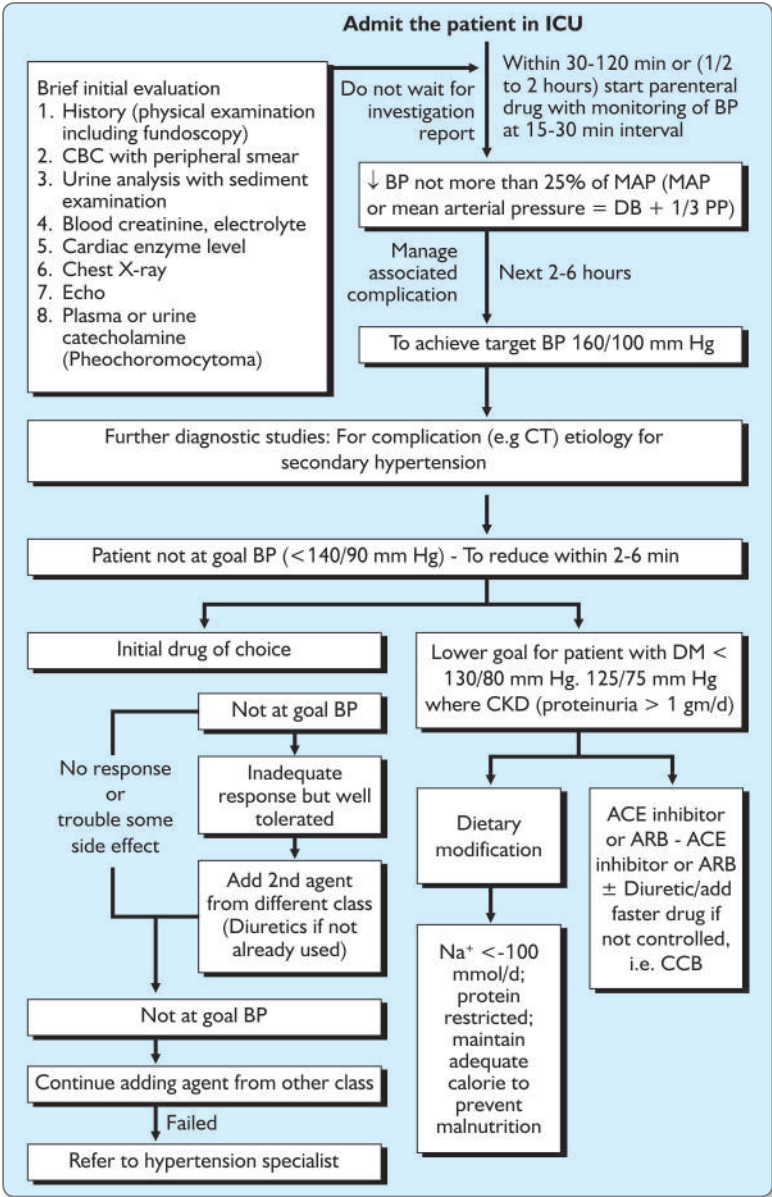 Admit the patient in ICU
Brief initial evaluation
1. History (physical examination
including fundoscopy)
2. CBC with peripheral smear
3. Urine analysis with sediment
examination
4. Blood creatinine, electrolyte
5. Cardiac enzyme level
6. Chest X-ray
7. Echo
8. Plasma or urine
catecholamine
(Pheochoromocytoma)
Do not wait for
investigation
report
Within 30-120 min or (1/2
to 2 hours) start parenteral
drug with monitoring of BP
at 15-30 min interval
↓ BP not more than 25% of MAP (MAP
or mean arterial pressure = DB + 1/3 PP)
Manage
associated
complication
Next 2-6 hours
To achieve target BP 160/100 mm Hg
Further diagnostic studies: For complication (e.g CT) etiology for
secondary hypertension
Patient not at goal BP (<140/90 mm Hg) - To reduce within 2-6 min
Initial drug of choice
Not at goal BP
No response
or
trouble some
side effect
Inadequate
response but well
tolerated
Add 2nd agent
from different class
(Diuretics if not
already used)
Not at goal BP
Continue adding agent from other class
Failed
Refer to hypertension specialist
Lower goal for patient with DM <
130/80 mm Hg. 125/75 mm Hg
where CKD (proteinuria > 1 gm/d)
Dietary
modification
Na⁺ <-100
mmol/d;
protein
restricted;
maintain
adequate
calorie to
prevent
malnutrition
ACE inhibitor
or ARB - ACE
inhibitor or ARB
± Diuretic/add
faster drug if
not controlled,
i.e. CCB